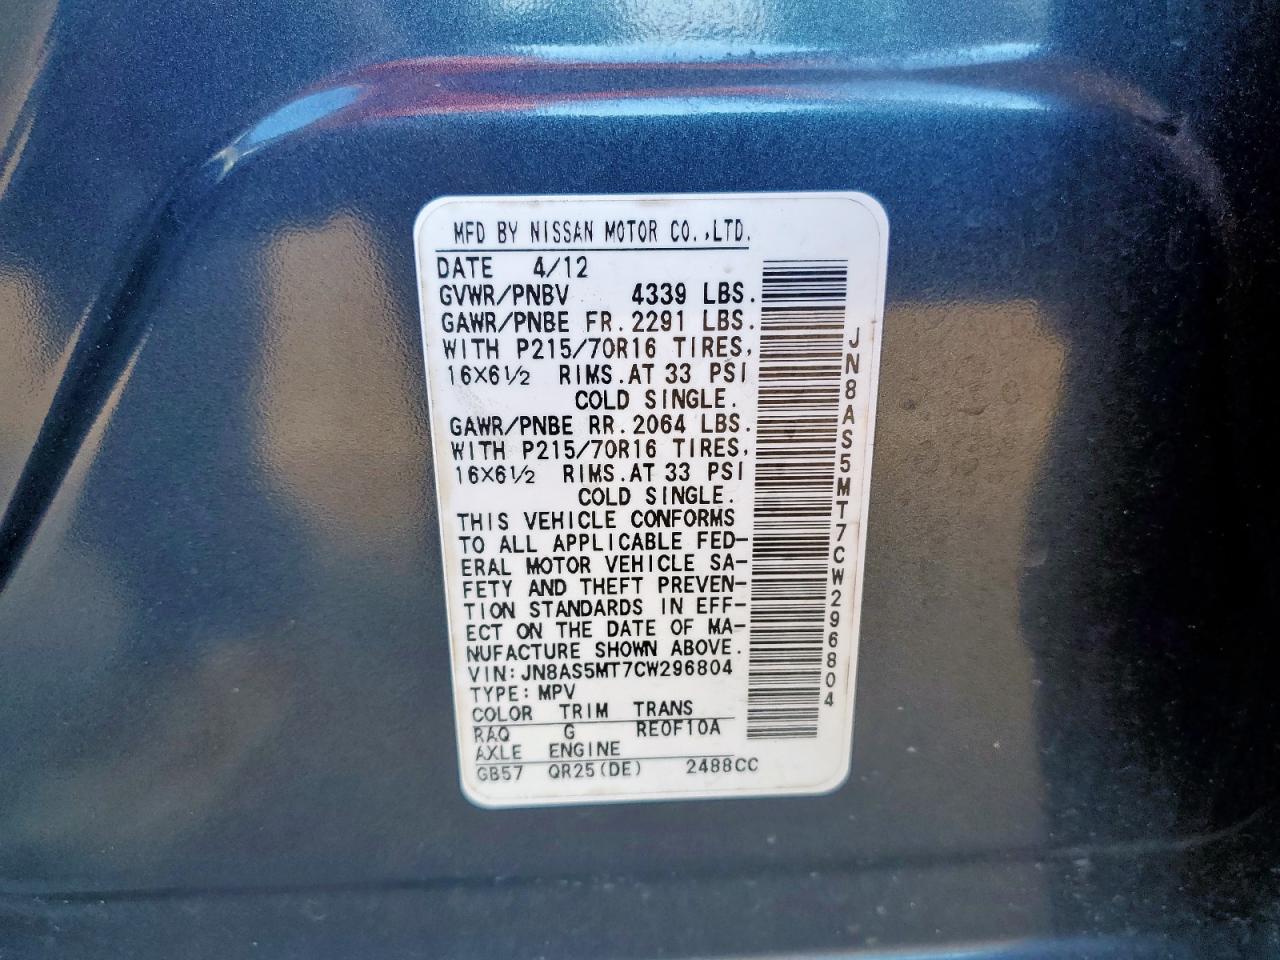 MFD BY NISSAN MOTOR CO.,LTD.
DATE 4/12
GVWR/PNBV 4339 LBS.
GAWR/PNBE FR.2291 LBS.
WITH P215/70R16 TIRES,
16X6½ RIMS.AT 33 PSI
COLD SINGLE.
GAWR/PNBE RR.2064 LBS.
WITH P215/70R16 TIRES,
16X6½ RIMS.AT 33 PSI
COLD SINGLE.
THIS VEHICLE CONFORMS
TO ALL APPLICABLE FED-
ERAL MOTOR VEHICLE SA-
FETY AND THEFT PREVEN-
TION STANDARDS IN EFF-
ECT ON THE DATE OF MA-
NUFACTURE SHOWN ABOVE.
VIN:JN8AS5MT7CW296804
TYPE:MPV
COLOR TRIM TRANS
RAQ G RE0F10A
AXLE ENGINE
GB57 QR25(DE) 2488CC
JN8AS5MT7CW296804